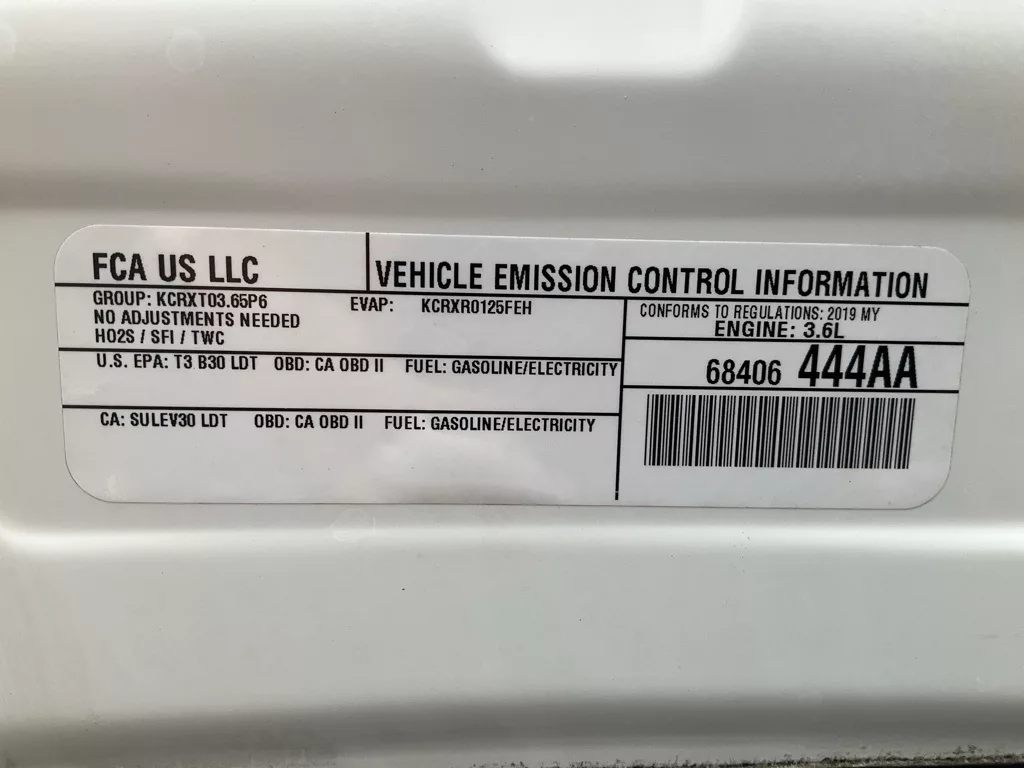 FCA US LLC
VEHICLE EMISSION CONTROL INFORMATION
GROUP: KCRXT03.65P6 EVAP: KCRXR0125FEH
NO ADJUSTMENTS NEEDED
HO2S / SFI / TWC
CONFORMS TO REGULATIONS: 2019 MY
ENGINE: 3.6L
U.S. EPA: T3 B30 LDT OBD: CA OBD II FUEL: GASOLINE/ELECTRICITY
68406 444AA
CA: SULEV30 LDT OBD: CA OBD II FUEL: GASOLINE/ELECTRICITY